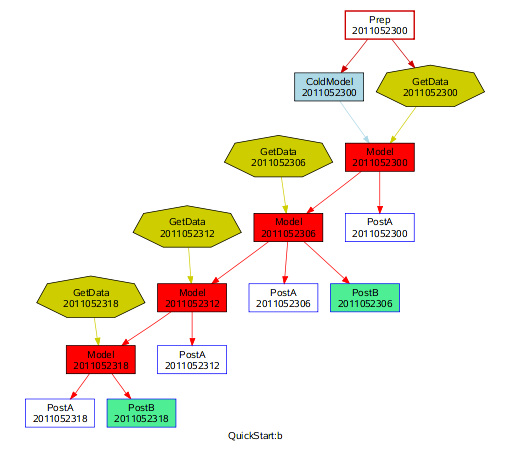 Prep
2011052300
ColdModel
2011052300
GetData
2011052300
GetData
2011052306
Model
2011052300
GetData
2011052312
Model
2011052306
PostA
2011052300
GetData
2011052318
Model
2011052312
PostA
2011052306
PostB
2011052306
Model
2011052318
PostA
2011052312
PostA
2011052318
PostB
2011052318
QuickStart:b